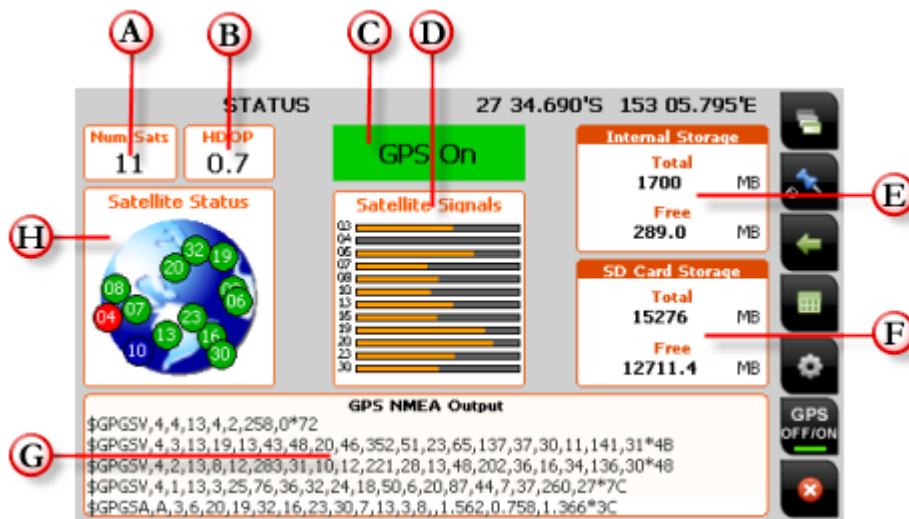 A B C D
STATUS 27 34.690'S 153 05.795'E
Num Sats HDOP
11 0.7
GPS On
Internal Storage
Total
1700 MB
Free
289.0 MB
E
Satellite Status
H
32 19
20
08
07
04
06
23
13 16
10 30
Satellite Signals
03
04
06
07
08
10
13
16
19
20
23
30
SD Card Storage
Total
15276 MB
Free
12711.4 MB
F
GPS
OFF/ON
GPS NMEA Output
$GPGSV,4,4,13,4,2,258,0*72
$GPGSV,4,3,13,19,13,43,48,20,46,352,51,23,65,137,37,30,11,141,31*4B
G
$GPGSV,4,2,13,8,12,283,31,10,12,221,28,13,48,202,36,16,34,136,30*48
$GPGSV,4,1,13,3,25,76,36,32,24,18,50,6,20,87,44,7,37,260,27*7C
$GPGSA,A,3,6,20,19,32,16,23,30,7,13,3,8,,1.562,0.758,1.366*3C